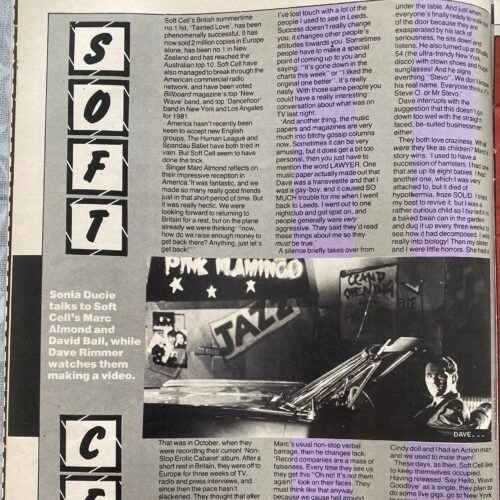 S
O
F
T
C
Sonia Ducie
talks to Soft
Cell's Marc
Almond and
David Ball, while
Dave Rimmer
watches them
making a video.
Soft Cell's British summertime
no.1 hit, 'Tainted Love', has been
phenomenally successful. It has
now sold 2 million copies in Europe
alone, has been no.1 in New
Zealand and has reached the
Australian top 10. Soft Cell have
also managed to break through the
American commercial radio
network, and have been voted
Billboard magazine's top 'New
Wave' band, and top 'Dancefloor'
band in New York and Los Angeles
for 1981.
America hasn't recently been
keen to accept new English
groups. The Human League and
Spandau Ballet have both tried in
vain. But Soft Cell seem to have
done the trick.
Singer Marc Almond reflects on
their impressive reception in
America. "It was fantastic, and we
made so many really good friends
just in that short period of time. But
it was really hectic. We were
looking forward to returning to
Britain for a rest, but on the plane
already we were thinking: "now,
how do we raise enough money to
get back there? Anything, just let's
get back!"'
I've lost touch with a lot of the
people I used to see in Leeds.
Success doesn't really change
you, it changes other people's
attitudes towards you. Sometimes
people have to make a special
point of coming up to you and
saying: "It's gone down in the
charts this week" or "I liked the
original one better". It's really
nasty. With those people you
could have a really interesting
conversation about what was on
TV last night.
'And another thing, the music
papers and magazines are very
much into bitchy gossip columns
now. Sometimes it can be very
amusing, but it does get a bit too
personal, then you just have to
mention the word LAWYER. One
music paper actually made out that
Dave was a transvestite and that I
was a gay-boy, and it caused SO
MUCH trouble for me when I went
back to Leeds. I went out to one
nightclub and got spat on, and
people generally were very
aggressive. They said they'd read
these things about me so they
must be true.'
A silence briefly takes over from
under the table. And just when
everyone I finally ready to walk out
of the door because they are
exasperated by his lack of
seriousness, he sits down and
listens. He also turned up at Studio
54 (the ultra-trendy New York
disco) with clown shoes and huge
sunglasses! And he signs
everthing "Stevo". We don't know
his real name. Everyone thinks it's
Steve O. or Mr Stevo.'
Dave interrupts with the
suggestion that this doesn't go
down too well with the straight-
faced, be-suited businessmen
either.
They both love craziness. What
were they like as children? Marc's
story wins: 'I used to have a
succession of hamsters. I had one
that ate up its eight babies. I had
another one, which I was very
attached to, but it died of
hypothermia, froze SOLID. I tried
my best to revive it, but I was a
rather curious child so I buried it in
a baked bean can in the garden
and dug it up every three weeks to
see how it had decomposed. I was
really into biology! Then my sister
and I were little horrors. She had a
PINK FLAMINGO
JAZZ
GRAND
OPENING
DAVE...
That was in October, when they
were recording their current 'Non-
Stop Erotic Cabaret' album. After a
short rest in Britain, they were off to
Europe for three weeks of TV,
radio and press interviews, and
since then the pace hasn't
slackened. They thought that after
Marc's usual non-stop verbal
barrage, then he changes tack.
'Record companies are a mass of
falseness. Every time they see us
they get this "Oh no! It's not them
again!" look on their faces. They
must think like that anyway
because we cause hell around
Cindy doll and I had an Action man
and we used to mate them!'
These days, as then, Soft Cell like
to keep themselves occupied.
Having released 'Say Hello, Wave
Goodbye' as a single, they plan to
do some live gigs, go to New York